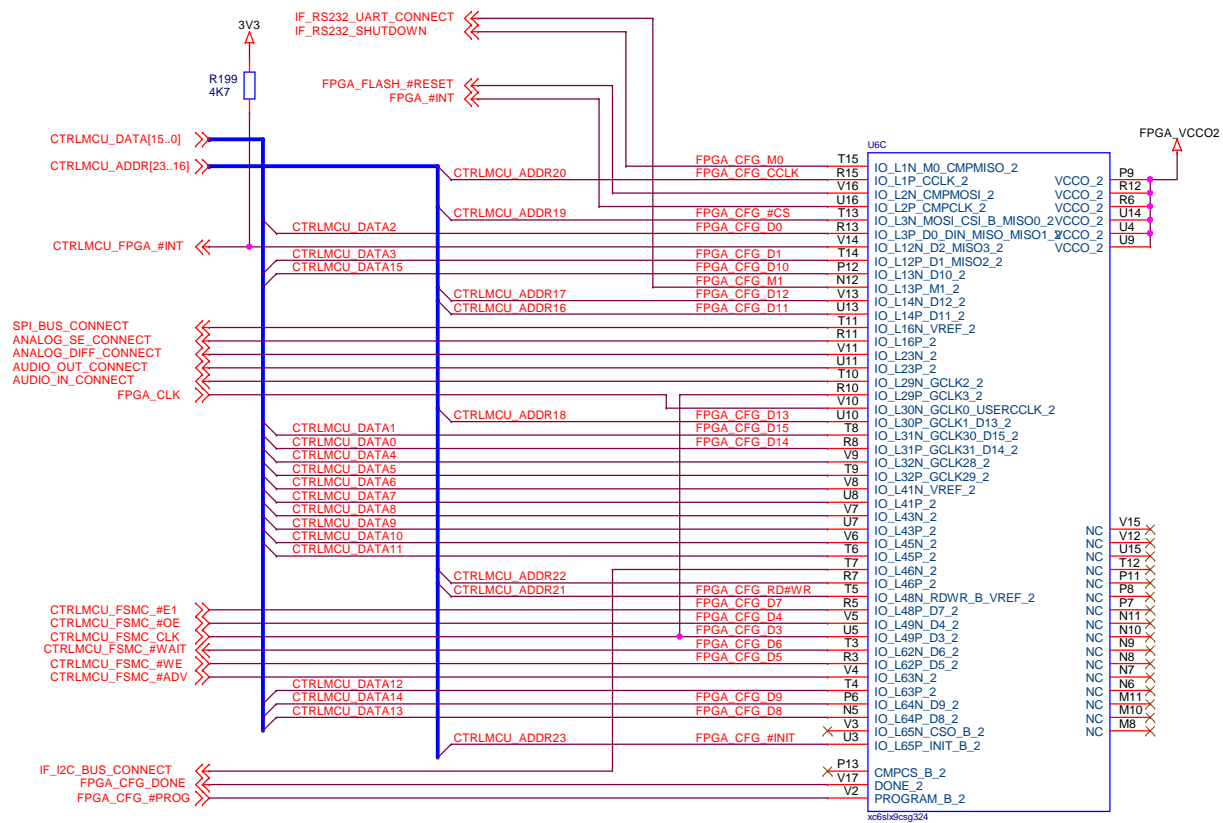 IF_RS232_UART_CONNECT
IF_RS232_SHUTDOWN
3V3
R199
4K7
FPGA_FLASH_#RESET
FPGA_#INT
CTRLMCU_DATA[15..0]
CTRLMCU_ADDR[23..16]
FPGA_VCCO2
U6C
FPGA_CFG_M0 T15 IO_L1N_M0_CMPMISO_2
CTRLMCU_ADDR20 FPGA_CFG_CCLK R15 IO_L1P_CCLK_2 VCCO_2 P9
V16 IO_L2N_CMPMOSI_2 VCCO_2 R12
U16 IO_L2P_CMPCLK_2 VCCO_2 R6
CTRLMCU_ADDR19 FPGA_CFG_#CS T13 IO_L3N_MOSI_CSI_B_MISO0_2 VCCO_2 U14
CTRLMCU_DATA2 FPGA_CFG_D0 R13 IO_L3P_D0_DIN_MISO_MISO1_2 VCCO_2 U4
CTRLMCU_FPGA_#INT V14 IO_L12N_D2_MISO3_2 VCCO_2 U9
CTRLMCU_DATA3 FPGA_CFG_D1 T14 IO_L12P_D1_MISO2_2
CTRLMCU_DATA15 FPGA_CFG_D10 P12 IO_L13N_D10_2
FPGA_CFG_M1 N12 IO_L13P_M1_2
CTRLMCU_ADDR17 FPGA_CFG_D12 V13 IO_L14N_D12_2
CTRLMCU_ADDR16 FPGA_CFG_D11 U13 IO_L14P_D11_2
SPI_BUS_CONNECT T11 IO_L16N_VREF_2
ANALOG_SE_CONNECT R11 IO_L16P_2
ANALOG_DIFF_CONNECT V11 IO_L23N_2
AUDIO_OUT_CONNECT U11 IO_L23P_2
AUDIO_IN_CONNECT T10 IO_L29N_GCLK2_2
FPGA_CLK R10 IO_L29P_GCLK3_2
V10 IO_L30N_GCLK0_USERCCLK_2
CTRLMCU_ADDR18 FPGA_CFG_D13 U10 IO_L30P_GCLK1_D13_2
CTRLMCU_DATA1 FPGA_CFG_D15 T8 IO_L31N_GCLK30_D15_2
CTRLMCU_DATA0 FPGA_CFG_D14 R8 IO_L31P_GCLK31_D14_2
CTRLMCU_DATA4 V9 IO_L32N_GCLK28_2
CTRLMCU_DATA5 T9 IO_L32P_GCLK29_2
CTRLMCU_DATA6 V8 IO_L41N_VREF_2
CTRLMCU_DATA7 U8 IO_L41P_2
CTRLMCU_DATA8 V7 IO_L43N_2
CTRLMCU_DATA9 U7 IO_L43P_2 NC V15
CTRLMCU_DATA10 V6 IO_L45N_2 NC V12
CTRLMCU_DATA11 T6 IO_L45P_2 NC U15
T7 IO_L46N_2 NC T12
CTRLMCU_ADDR22 R7 IO_L46P_2 NC P11
CTRLMCU_ADDR21 FPGA_CFG_RD#WR T5 IO_L48N_RDWR_B_VREF_2 NC P8
CTRLMCU_FSMC_#E1 FPGA_CFG_D7 R5 IO_L48P_D7_2 NC P7
CTRLMCU_FSMC_#OE FPGA_CFG_D4 V5 IO_L49N_D4_2 NC N11
CTRLMCU_FSMC_CLK FPGA_CFG_D3 U5 IO_L49P_D3_2 NC N10
CTRLMCU_FSMC_#WAIT FPGA_CFG_D6 T3 IO_L62N_D6_2 NC N9
CTRLMCU_FSMC_#WE FPGA_CFG_D5 R3 IO_L62P_D5_2 NC N8
CTRLMCU_FSMC_#ADV V4 IO_L63N_2 NC N7
CTRLMCU_DATA12 T4 IO_L63P_2 NC N6
CTRLMCU_DATA14 FPGA_CFG_D9 P6 IO_L64N_D9_2 NC M11
CTRLMCU_DATA13 FPGA_CFG_D8 N5 IO_L64P_D8_2 NC M10
V3 IO_L65N_CSO_B_2 NC M8
CTRLMCU_ADDR23 FPGA_CFG_#INIT U3 IO_L65P_INIT_B_2
IF_I2C_BUS_CONNECT P13 CMPCS_B_2
FPGA_CFG_DONE V17 DONE_2
FPGA_CFG_#PROG V2 PROGRAM_B_2
xc6slx9csg324